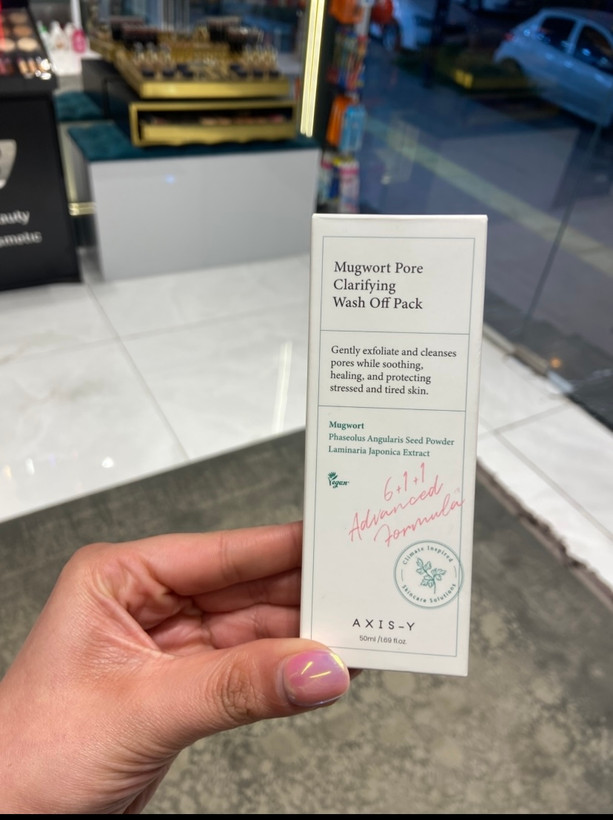 Mugwort Pore
Clarifying
Wash Off Pack
Gently exfoliate and cleanses
pores while soothing,
healing, and protecting
stressed and tired skin.
Mugwort
Phaseolus Angularis Seed Powder
Laminaria Japonica Extract
Vegan
6+1+1
Advanced
Formula
Climate Inspired
Skincare Solutions
AXIS-Y
50ml /1.69 fl.oz.